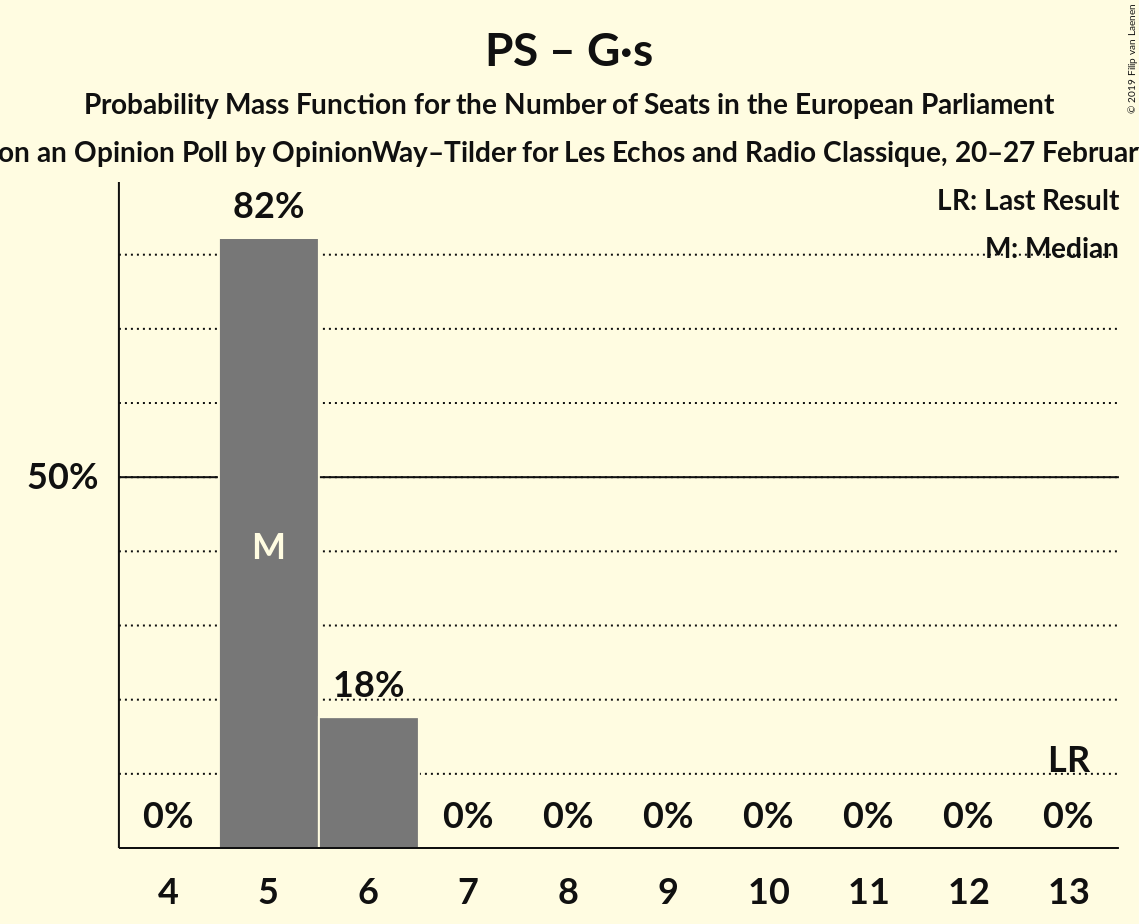 PS – G·s
Probability Mass Function for the Number of Seats in the European Parliament
on an Opinion Poll by OpinionWay–Tilder for Les Echos and Radio Classique, 20–27 Februar
© 2019 Filip van Laenen
LR: Last Result
M: Median
82%
50%
M
18%
LR
0% 0% 0% 0% 0% 0% 0% 0%
4 5 6 7 8 9 10 11 12 13